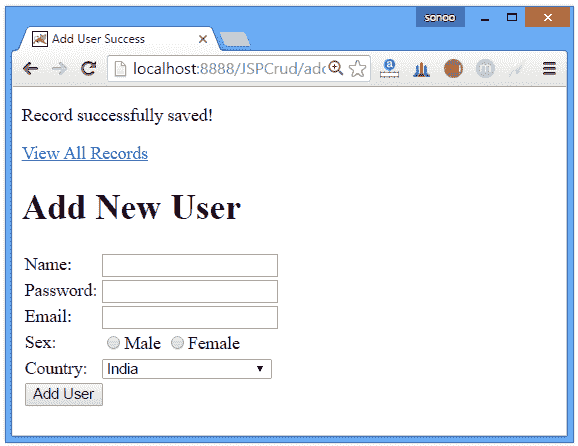 sonoo
Add User Success
localhost:8888/JSPCrud/add
Record successfully saved!
View All Records
Add New User
Name:
Password:
Email:
Sex: Male Female
Country: India
Add User